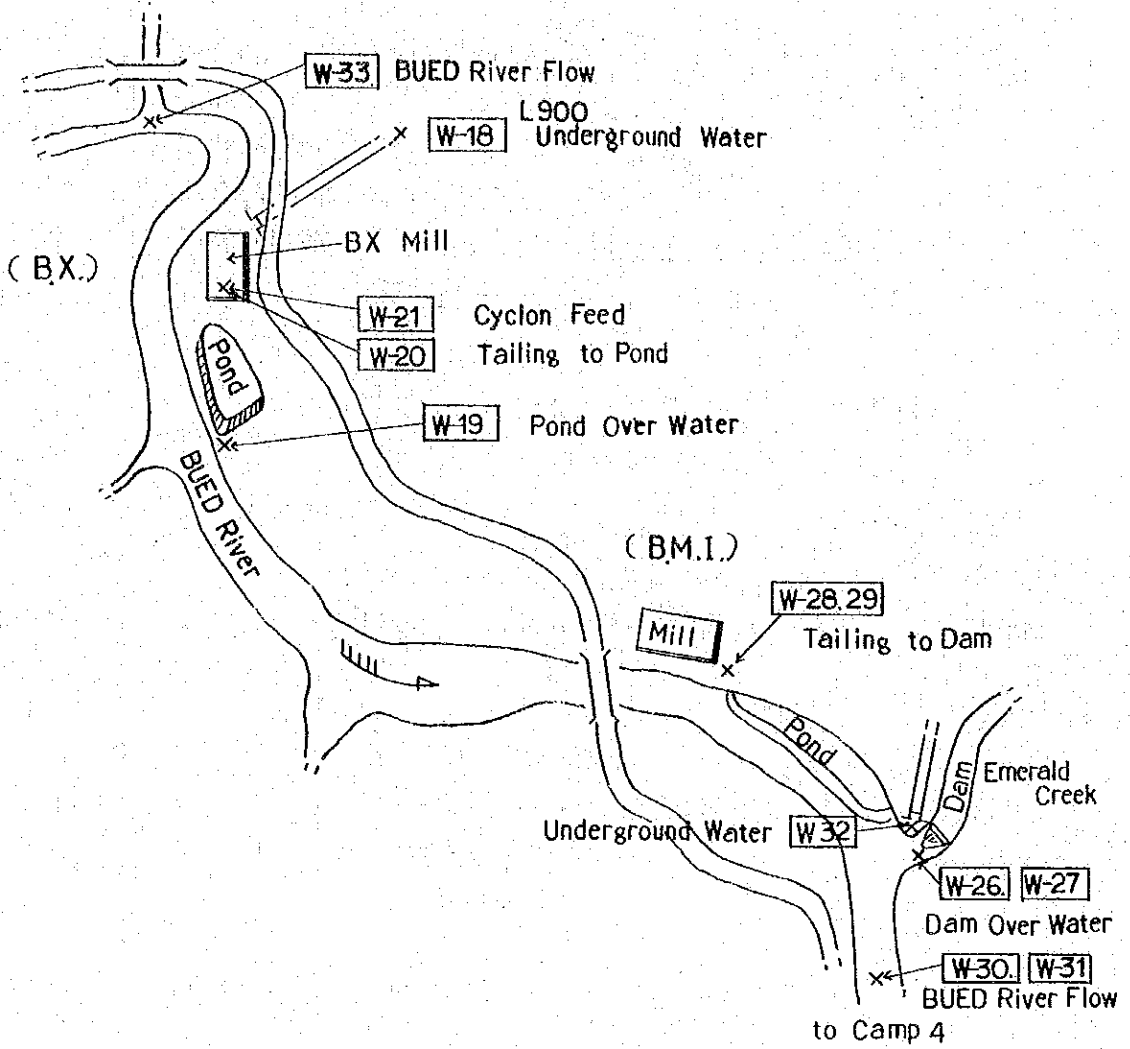 W-33. BUED River Flow
L900
W-18 Underground Water
BX Mill
( B.X.)
W-21 Cyclon Feed
W-20 Tailing to Pond
Pond
W-19 Pond Over Water
BUED River
( B.M.I.)
W-28.29
Mill
Tailing to Dam
Pond
Dam
Emerald
Creek
Underground Water W 32
W-26. W-27
Dam Over Water
W-30. W-31
BUED River Flow
to Camp 4